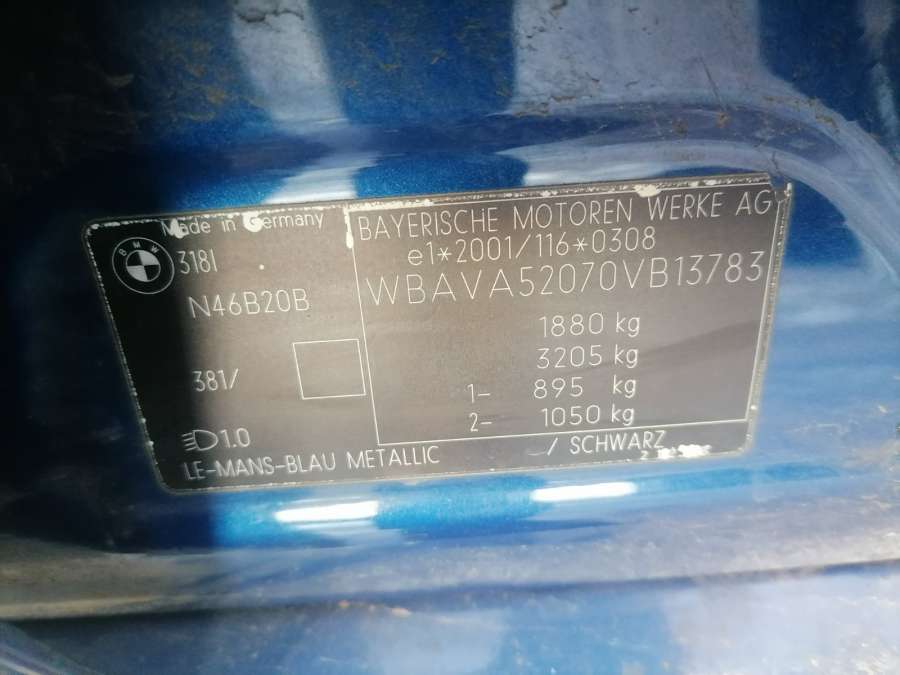 Made in Germany
BMW
318I
N46B20B
381/
1.0
LE-MANS-BLAU METALLIC
BAYERISCHE MOTOREN WERKE AG
e1*2001/116*0308
WBAVA52070VB13783
1880 kg
3205 kg
1- 895 kg
2- 1050 kg
/ SCHWARZ